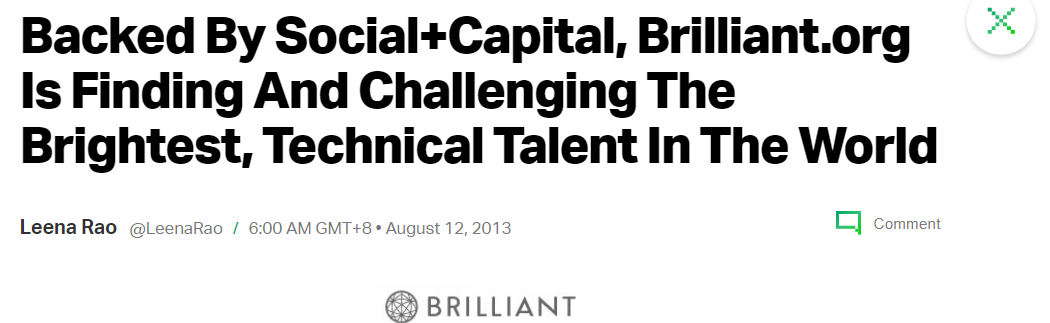 Backed By Social+Capital, Brilliant.org
Is Finding And Challenging The
Brightest, Technical Talent In The World
Leena Rao @LeenaRao / 6:00 AM GMT+8 • August 12, 2013 Comment
BRILLIANT